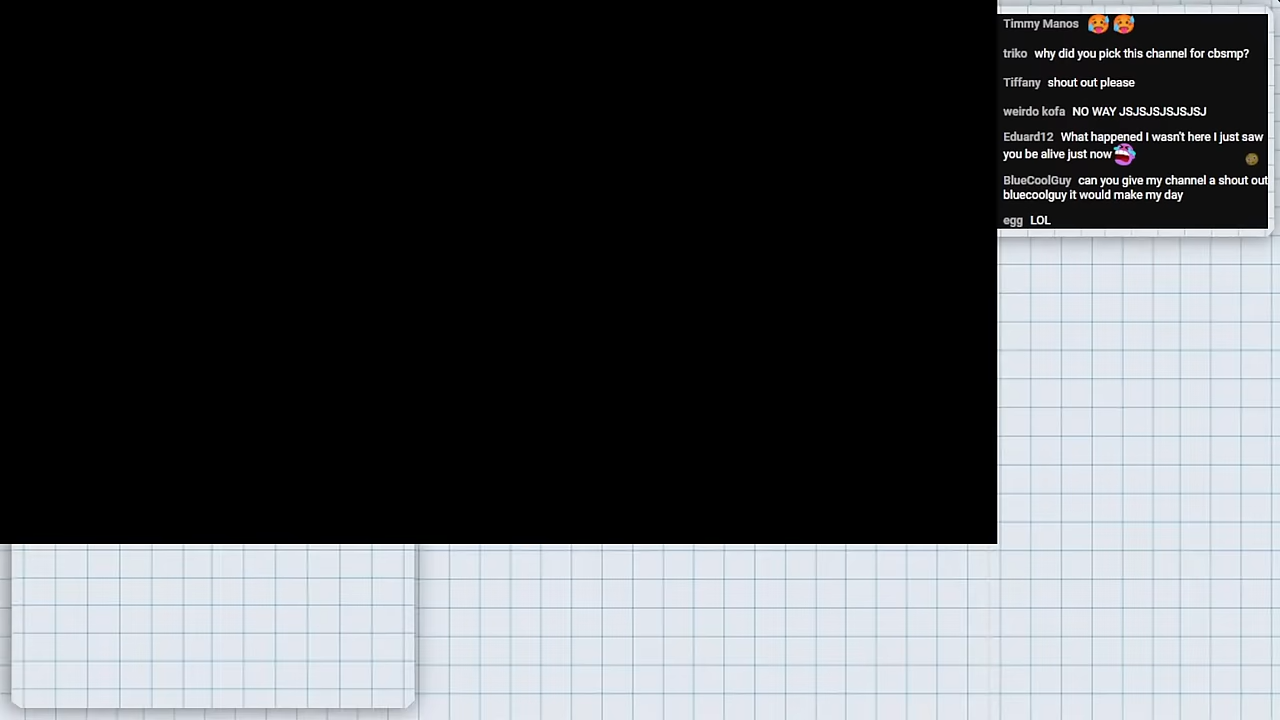 Timmy Manos
triko why did you pick this channel for cbsmp?
Tiffany shout out please
weirdo kofa NO WAY JSJSJSJSJSJSJ
Eduard12 What happened I wasn't here I just saw
you be alive just now
BlueCoolGuy can you give my channel a shout out
bluecoolguy it would make my day
egg LOL